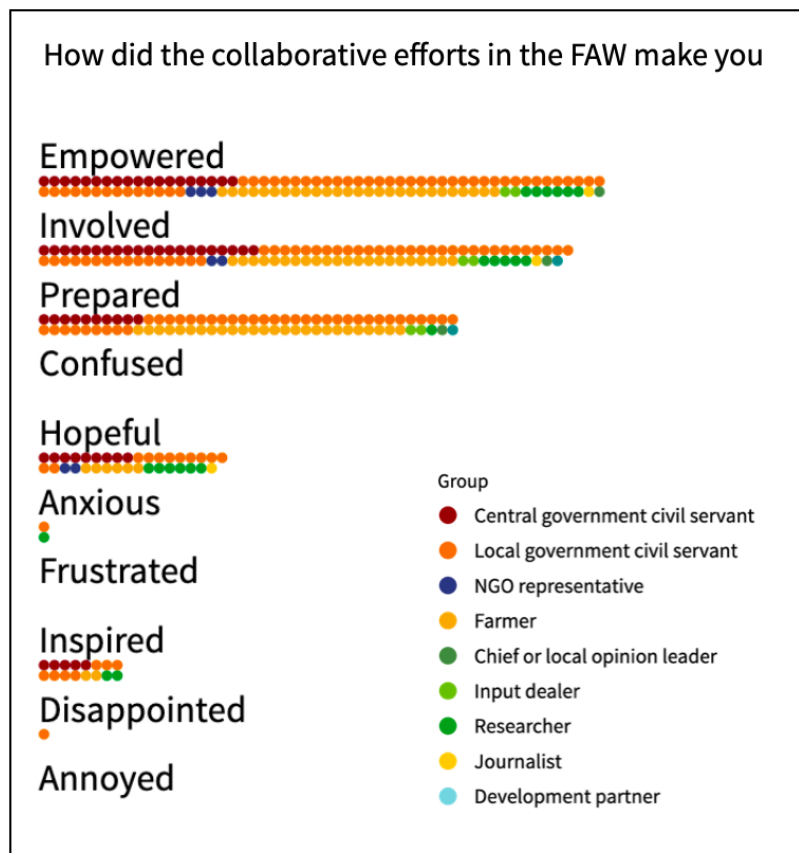 How did the collaborative efforts in the FAW make you
Empowered
Involved
Prepared
Confused
Hopeful
Anxious
Frustrated
Inspired
Disappointed
Annoyed
Group
Central government civil servant
Local government civil servant
NGO representative
Farmer
Chief or local opinion leader
Input dealer
Researcher
Journalist
Development partner